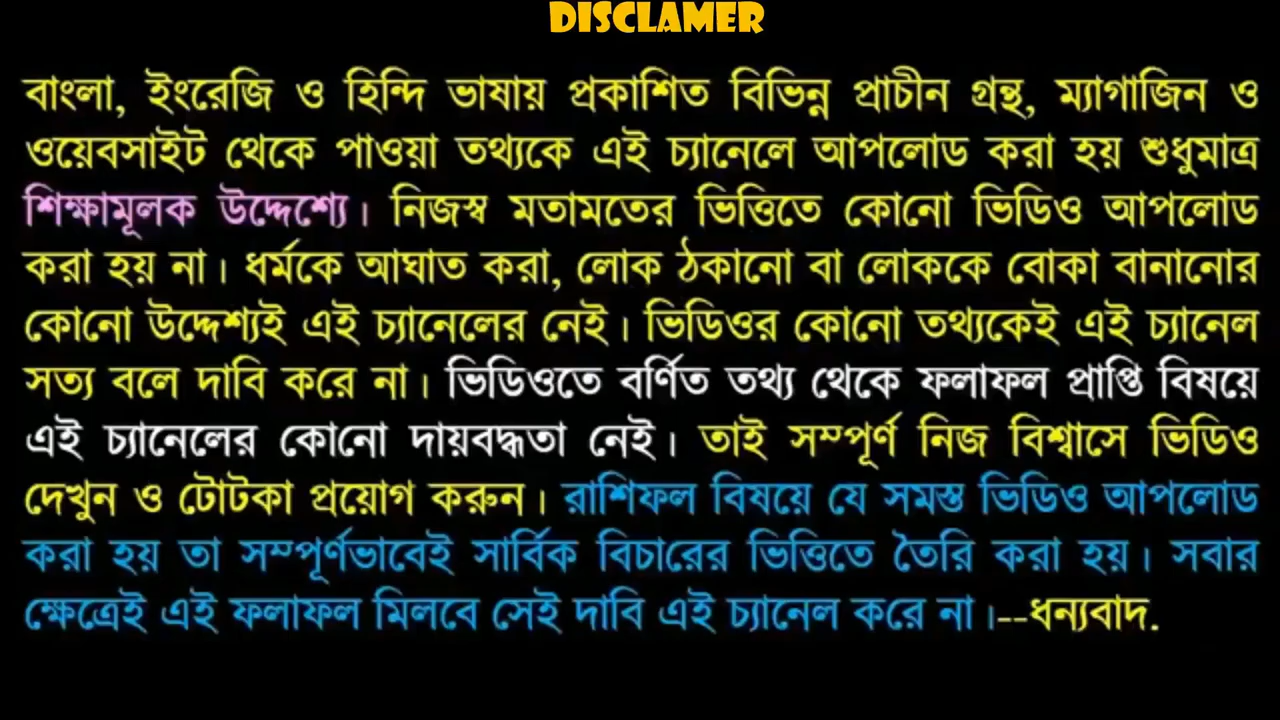 DISCLAMER
বাংলা, ইংরেজি ও হিন্দি ভাষায় প্রকাশিত বিভিন্ন প্রাচীন গ্রন্থ, ম্যাগাজিন ও
ওয়েবসাইট থেকে পাওয়া তথ্যকে এই চ্যানেলে আপলোড করা হয় শুধুমাত্র
শিক্ষামূলক উদ্দেশ্যে। নিজস্ব মতামতের ভিত্তিতে কোনো ভিডিও আপলোড
করা হয় না। ধর্মকে আঘাত করা, লোক ঠকানো বা লোককে বোকা বানানোর
কোনো উদ্দেশ্যই এই চ্যানেলের নেই। ভিডিওর কোনো তথ্যকেই এই চ্যানেল
সত্য বলে দাবি করে না। ভিডিওতে বর্ণিত তথ্য থেকে ফলাফল প্রাপ্তি বিষয়ে
এই চ্যানেলের কোনো দায়বদ্ধতা নেই। তাই সম্পূর্ণ নিজ বিশ্বাসে ভিডিও
দেখুন ও টোটকা প্রয়োগ করুন। রাশিফল বিষয়ে যে সমস্ত ভিডিও আপলোড
করা হয় তা সম্পূর্ণভাবেই সার্বিক বিচারের ভিত্তিতে তৈরি করা হয়। সবার
ক্ষেত্রেই এই ফলাফল মিলবে সেই দাবি এই চ্যানেল করে না।--ধন্যবাদ.